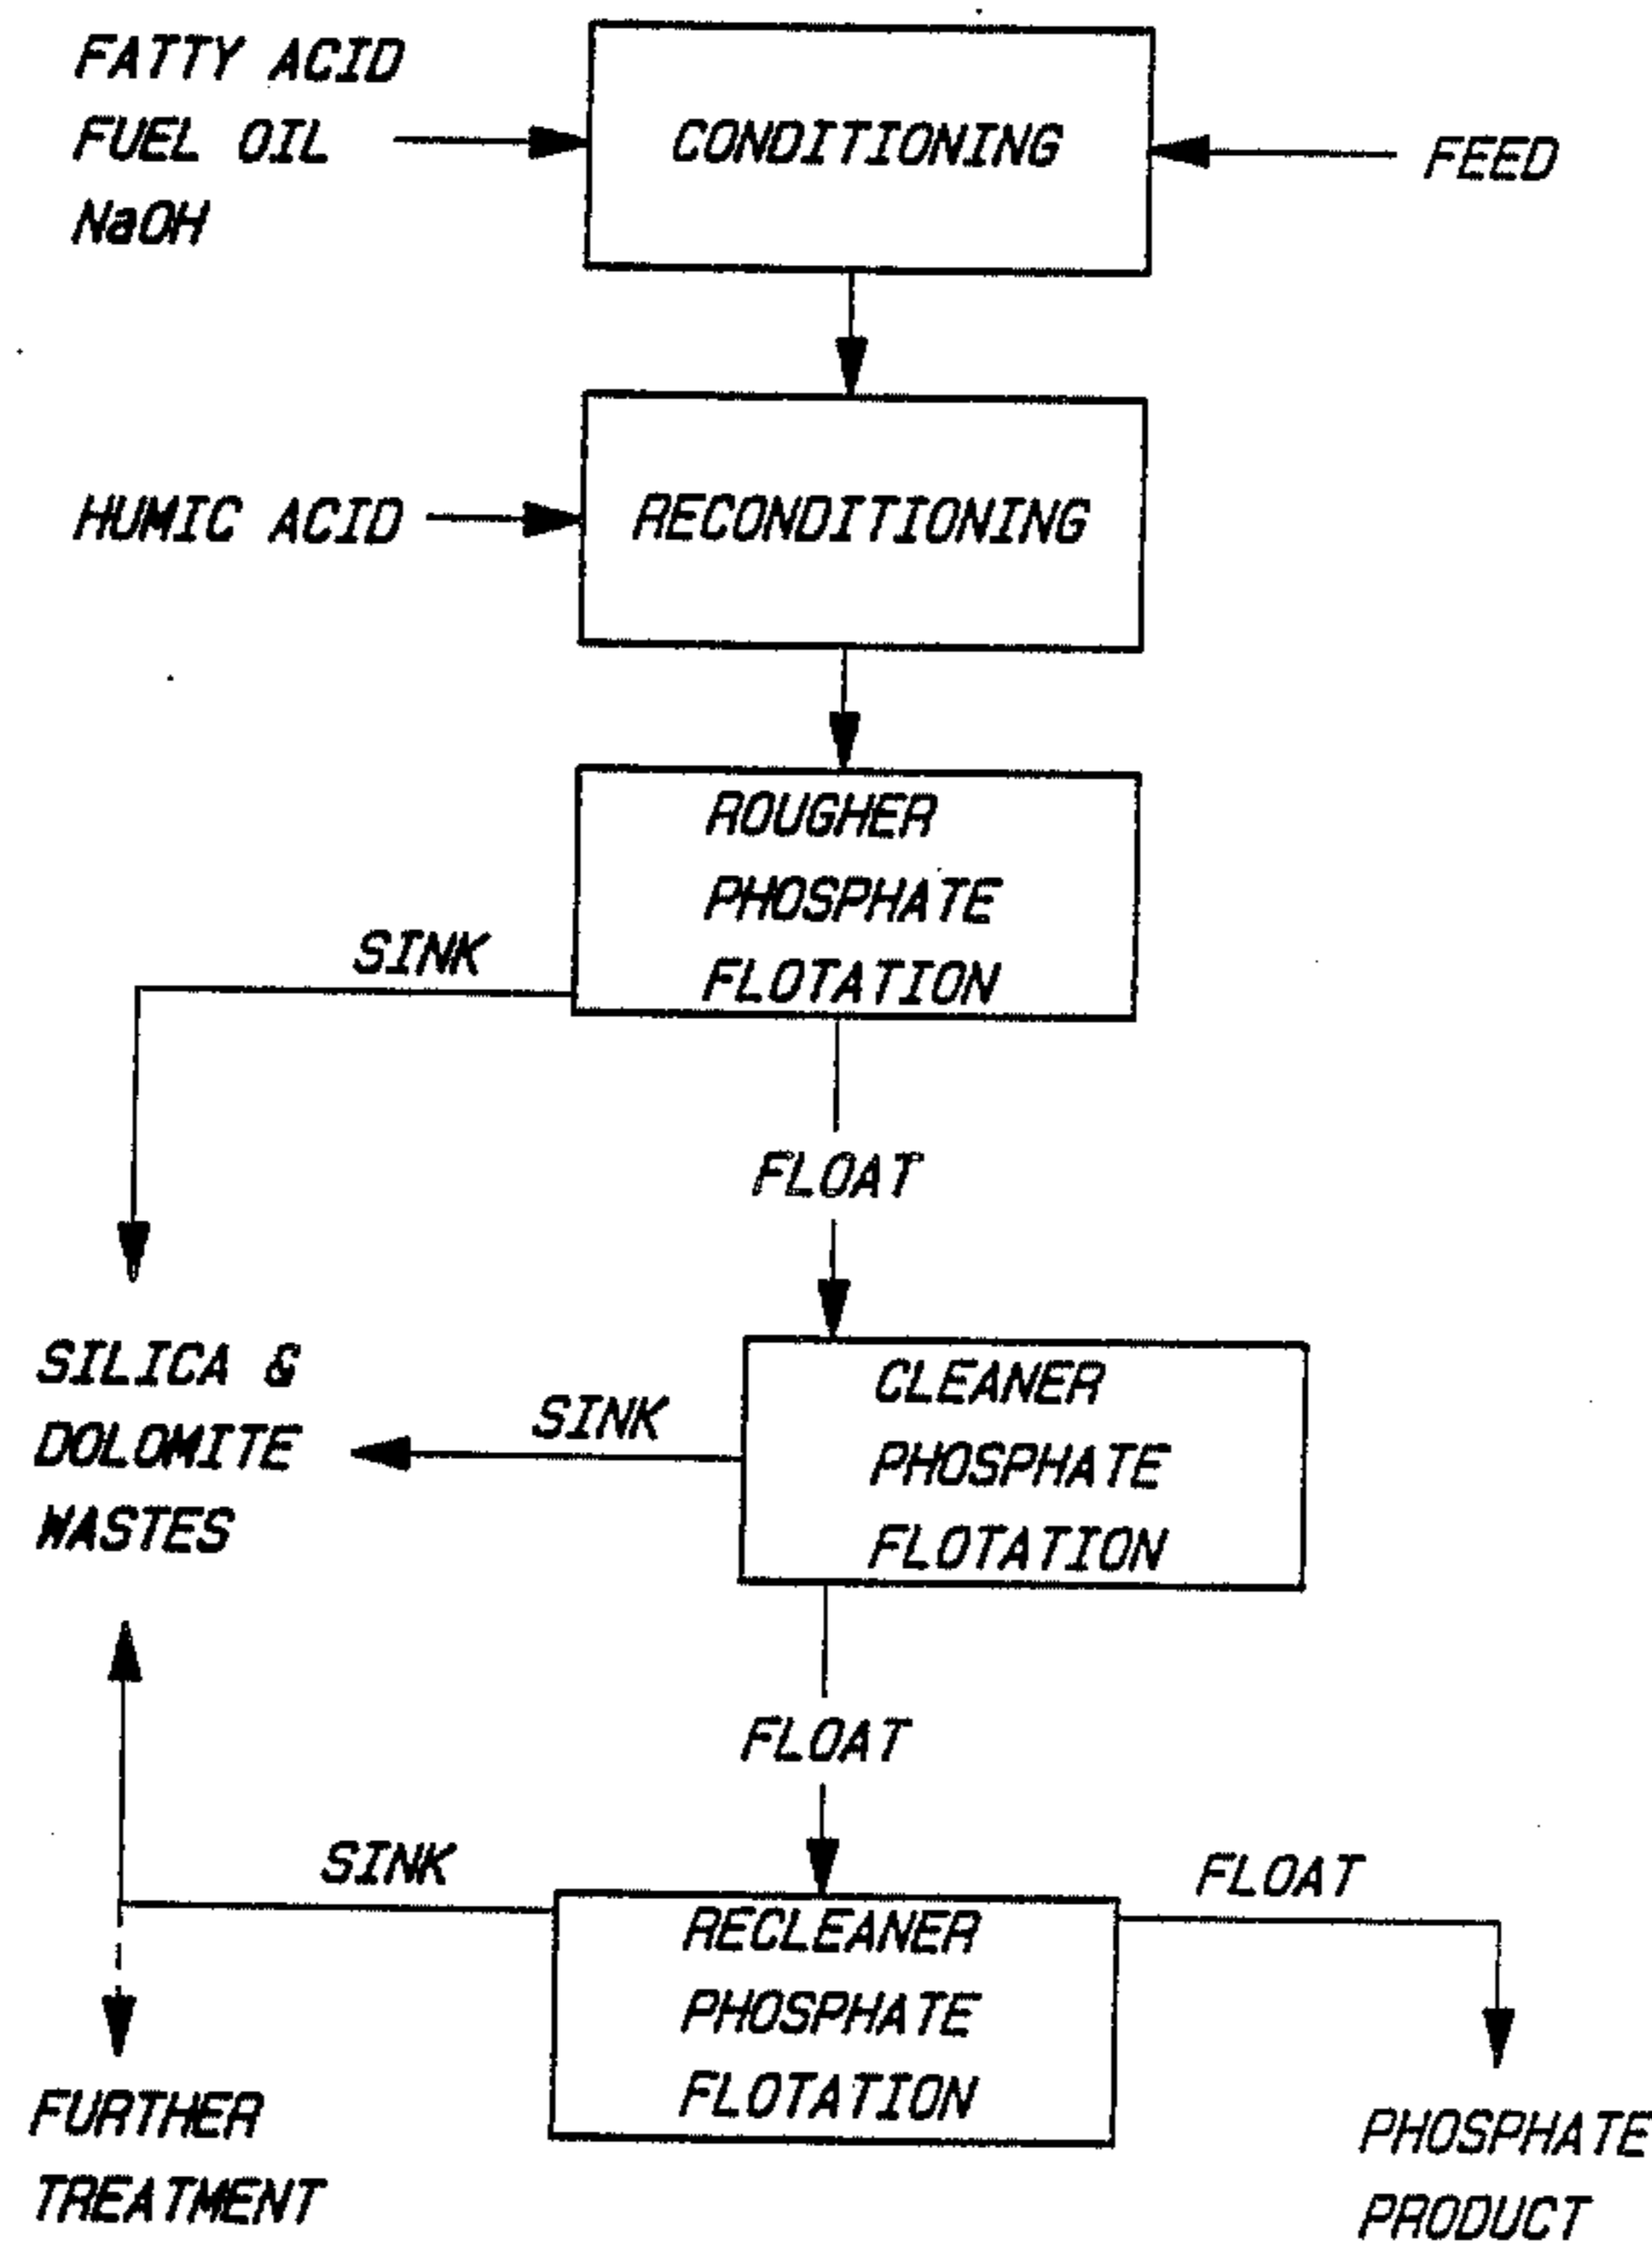 FATTY ACID
FUEL OIL
NaOH
CONDITIONING
FEED
HUMIC ACID
RECONDITIONING
ROUGHER
PHOSPHATE
FLOTATION
SINK
FLOAT
SILICA &
DOLOMITE
WASTES
SINK
CLEANER
PHOSPHATE
FLOTATION
FLOAT
SINK
RECLEANER
PHOSPHATE
FLOTATION
FLOAT
FURTHER
TREATMENT
PHOSPHATE
PRODUCT